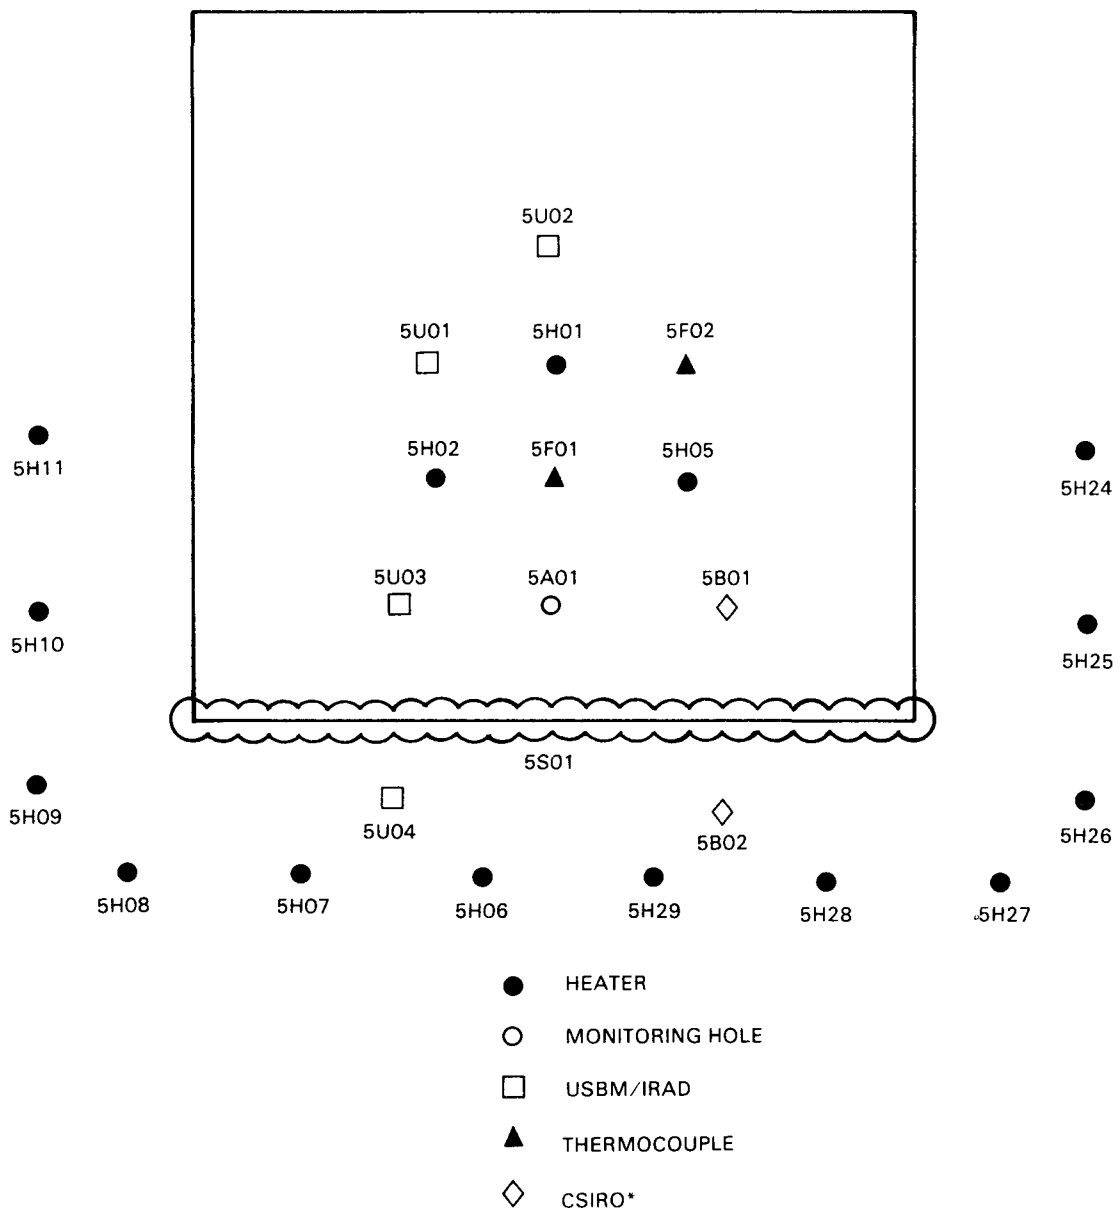 5U02
5U01 5H01 5F02
5H11 5H02 5F01 5H05 5H24
5U03 5A01 5B01
5H10 5H25
5S01
5H09 5U04 5B02 5H26
5H08 5H07 5H06 5H29 5H28 5H27
HEATER
MONITORING HOLE
USBM/IRAD
THERMOCOUPLE
CSIRO*